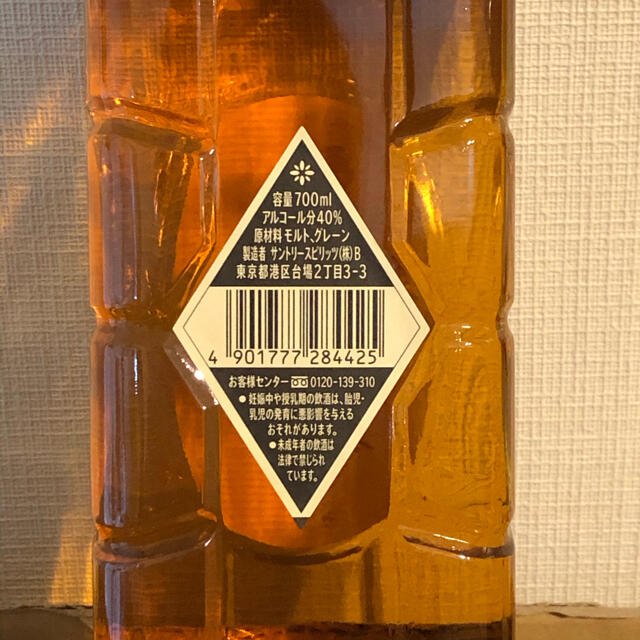 容量700ml
アルコール分40%
原材料 モルト、グレーン
製造者 サントリースピリッツ(株)B
東京都港区台場2丁目3-3
4 901777 284425
お客様センター 0120-139-310
●妊娠中や授乳期の飲酒は、胎児・
乳児の発育に悪影響を与える
おそれがあります。
●未成年者の飲酒は
法律で禁じられ
ています。